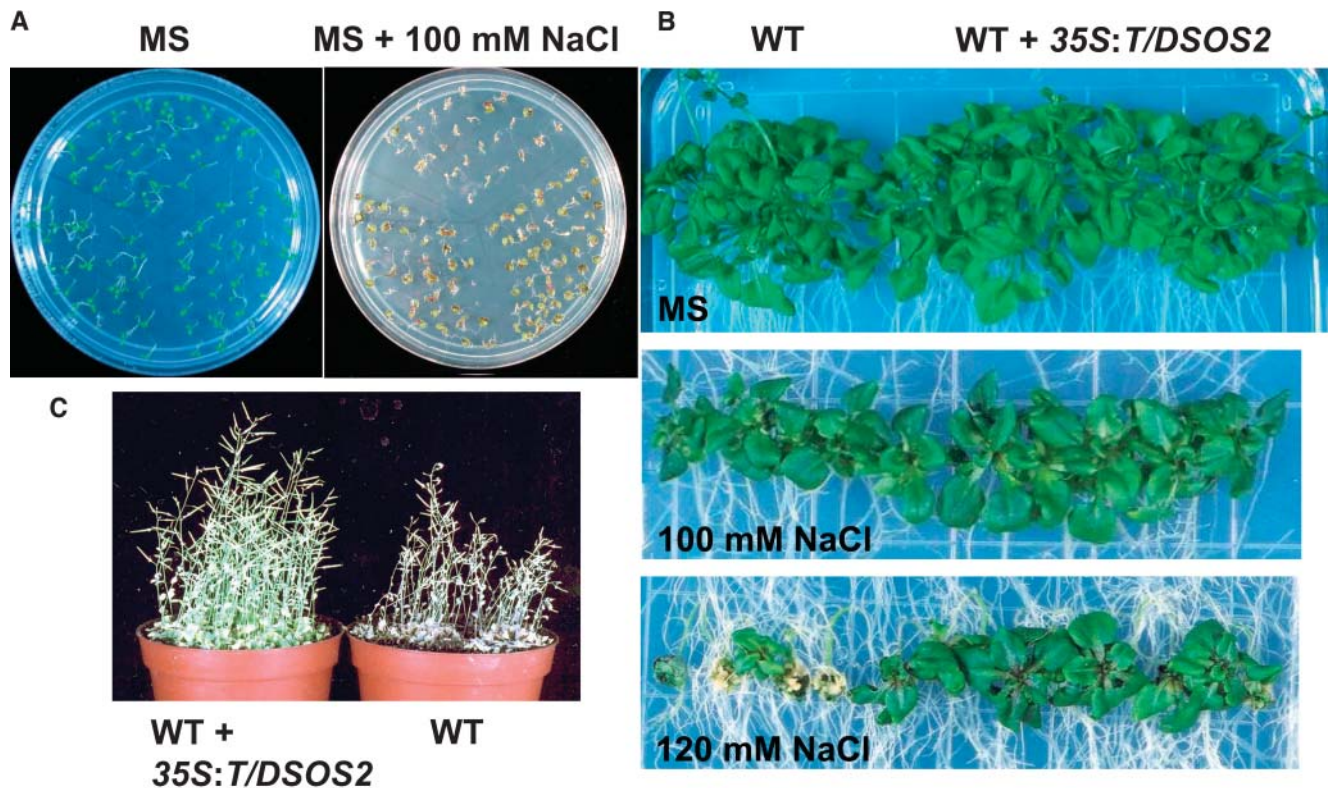 A
MS
MS + 100 mM NaCl
B
WT
WT + 35S:T/DSOS2
MS
100 mM NaCl
120 mM NaCl
C
WT +
35S:T/DSOS2
WT